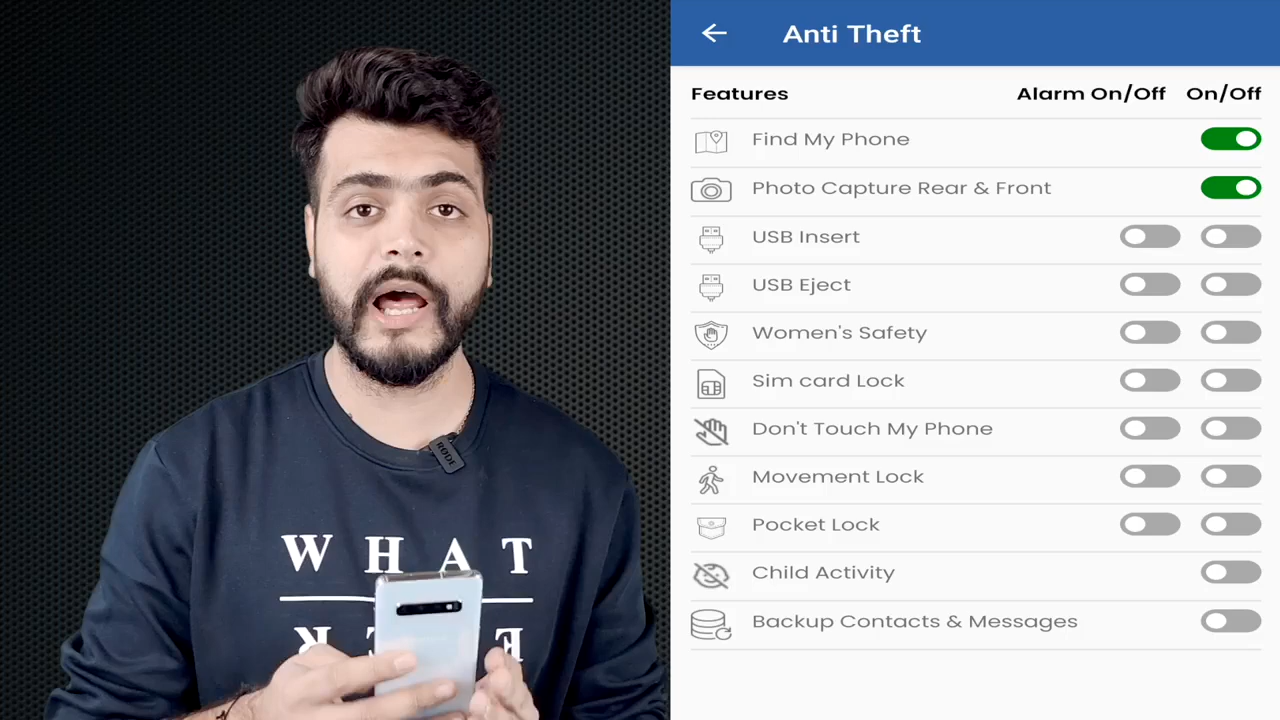 Anti Theft
Features Alarm On/Off On/Off
Find My Phone
Photo Capture Rear & Front
USB Insert
USB Eject
Women's Safety
Sim card Lock
Don't Touch My Phone
Movement Lock
Pocket Lock
Child Activity
Backup Contacts & Messages
RØDE
WHAT